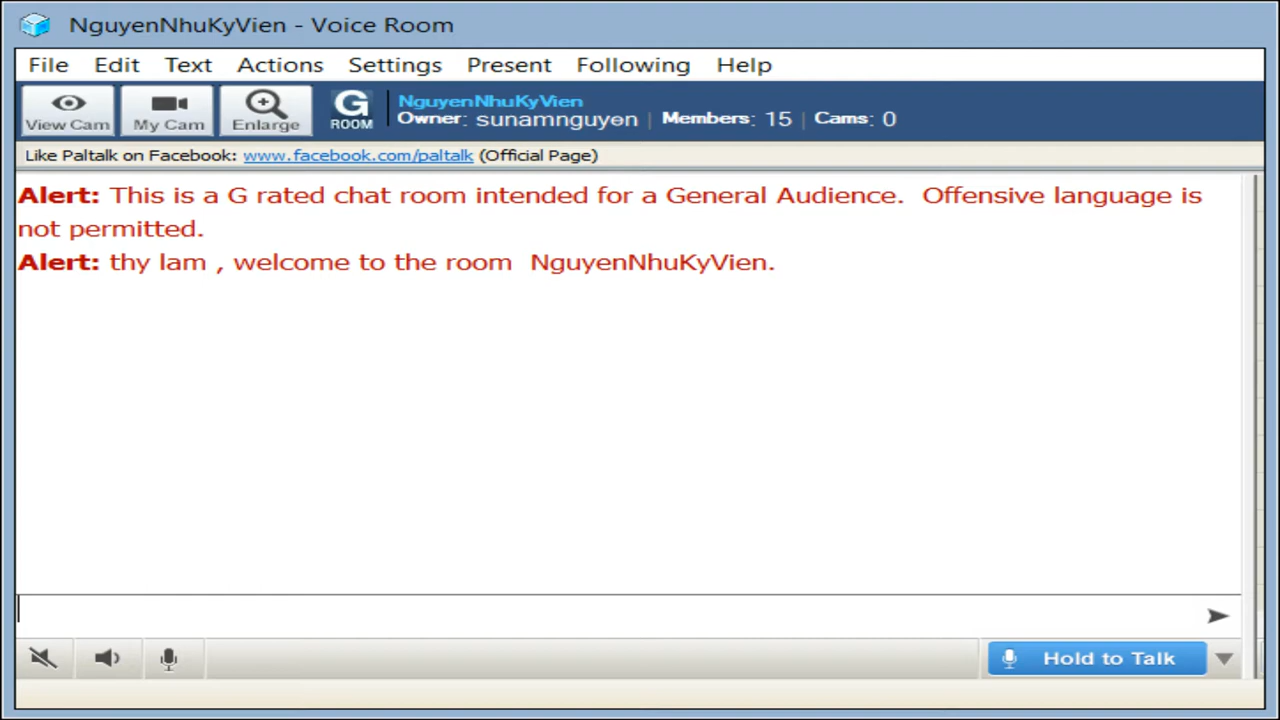 NguyenNhuKyVien - Voice Room
File Edit Text Actions Settings Present Following Help
View Cam My Cam Enlarge G ROOM
NguyenNhuKyVien
Owner: sunamnguyen | Members: 15 | Cams: 0
Like Paltalk on Facebook: www.facebook.com/paltalk (Official Page)
Alert: This is a G rated chat room intended for a General Audience.  Offensive language is
not permitted.
Alert: thy lam , welcome to the room  NguyenNhuKyVien.
Hold to Talk